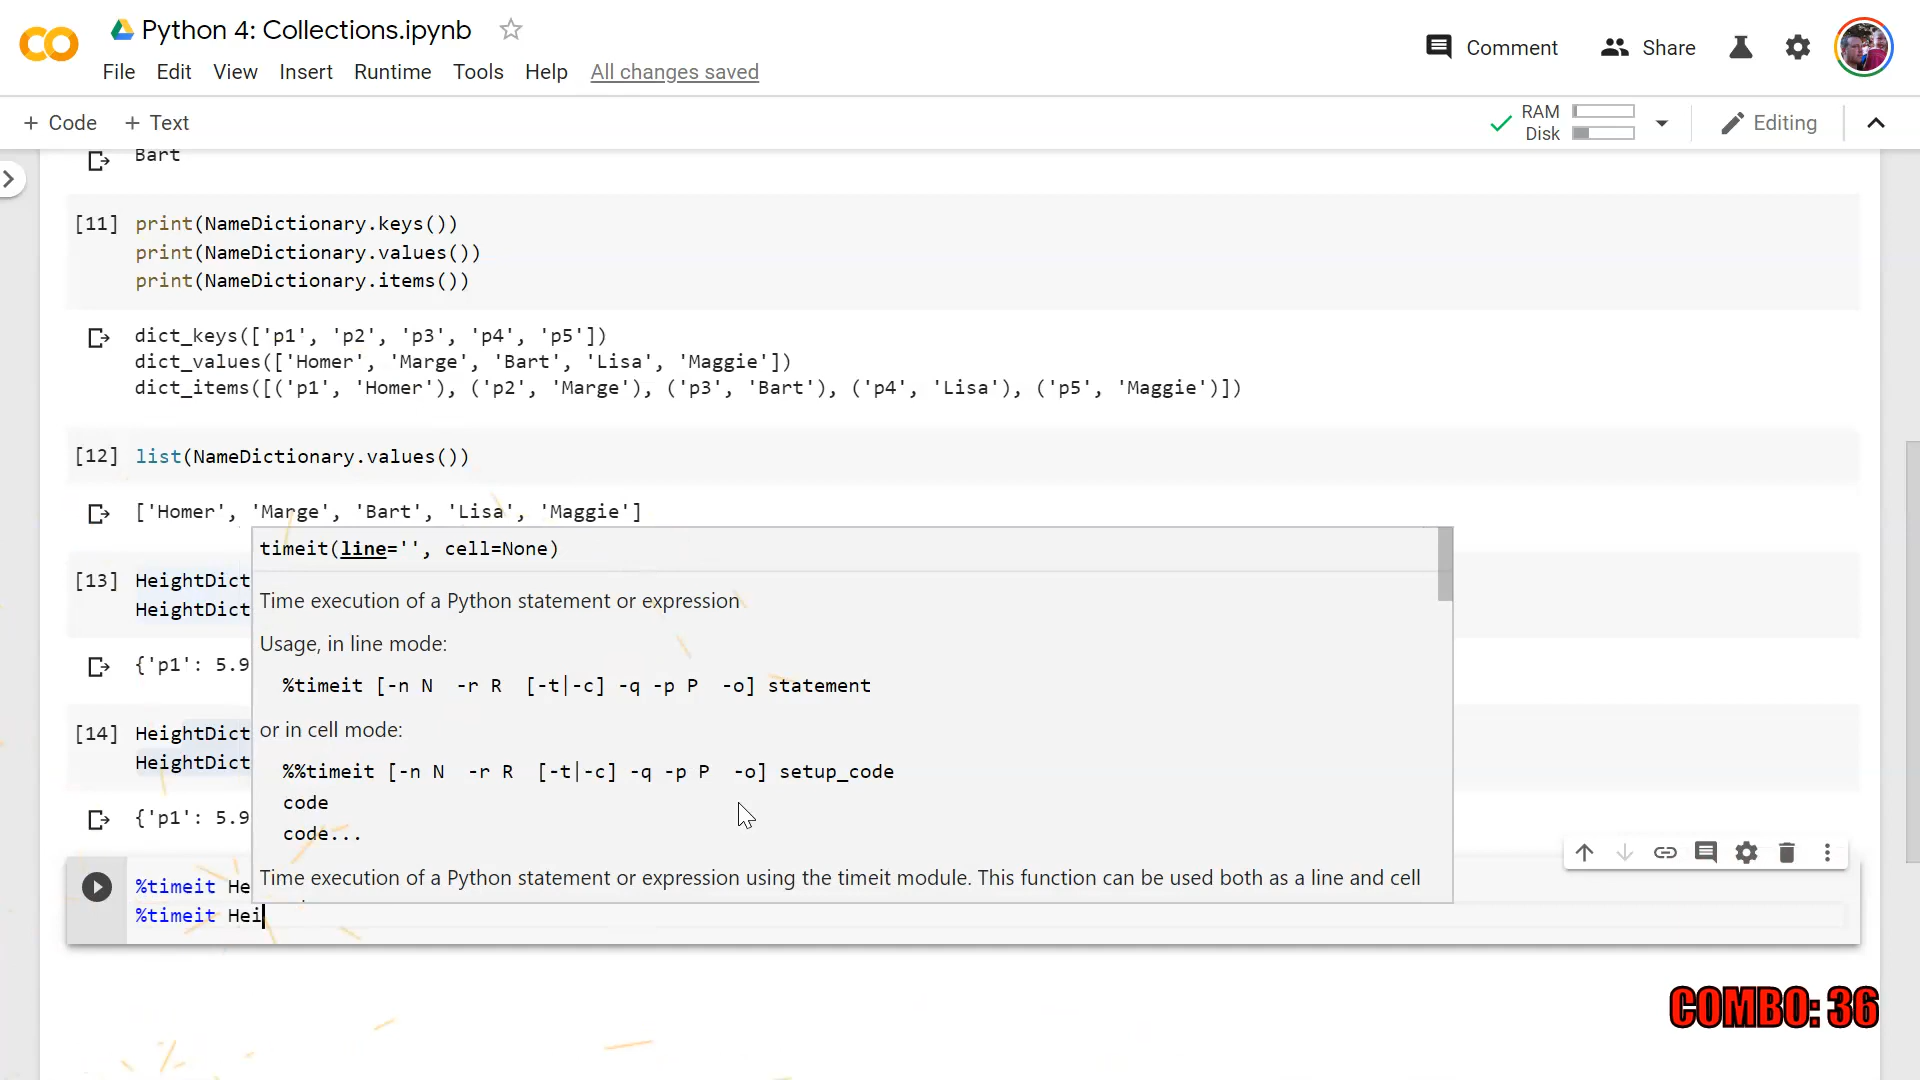 Python 4: Collections.ipynb
File Edit View Insert Runtime Tools Help All changes saved
Comment Share
+ Code + Text
RAM
Disk
Editing
Bart
[11] print(NameDictionary.keys())
print(NameDictionary.values())
print(NameDictionary.items())
dict_keys(['p1', 'p2', 'p3', 'p4', 'p5'])
dict_values(['Homer', 'Marge', 'Bart', 'Lisa', 'Maggie'])
dict_items([('p1', 'Homer'), ('p2', 'Marge'), ('p3', 'Bart'), ('p4', 'Lisa'), ('p5', 'Maggie')])
[12] list(NameDictionary.values())
['Homer', 'Marge', 'Bart', 'Lisa', 'Maggie']
[13] HeightDict
HeightDict
{'p1': 5.9
[14] HeightDict
HeightDict
{'p1': 5.9
timeit(line='', cell=None)
Time execution of a Python statement or expression
Usage, in line mode:
%timeit [-n N -r R [-t|-c] -q -p P -o] statement
or in cell mode:
%%timeit [-n N -r R [-t|-c] -q -p P -o] setup_code
code
code...
Time execution of a Python statement or expression using the timeit module. This function can be used both as a line and cell
%timeit He
%timeit Hei
COMBO: 36